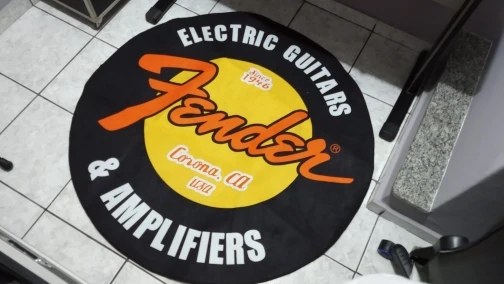 ELECTRIC GUITARS
Since
1946
Fender®
Corona, CA
USA
& AMPLIFIERS